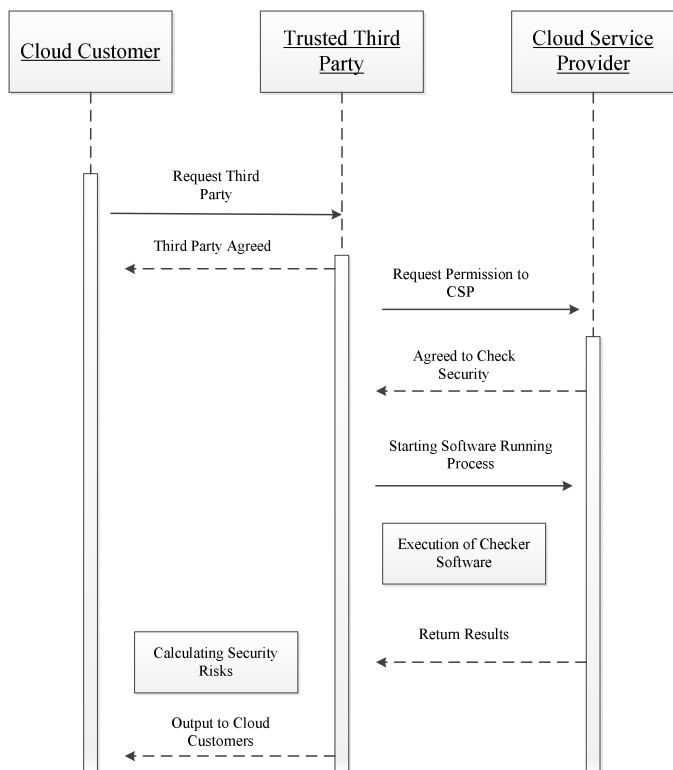 Cloud Customer
Trusted Third
Party
Cloud Service
Provider
Request Third
Party
Third Party Agreed
Request Permission to
CSP
Agreed to Check
Security
Starting Software Running
Process
Execution of Checker
Software
Return Results
Calculating Security
Risks
Output to Cloud
Customers